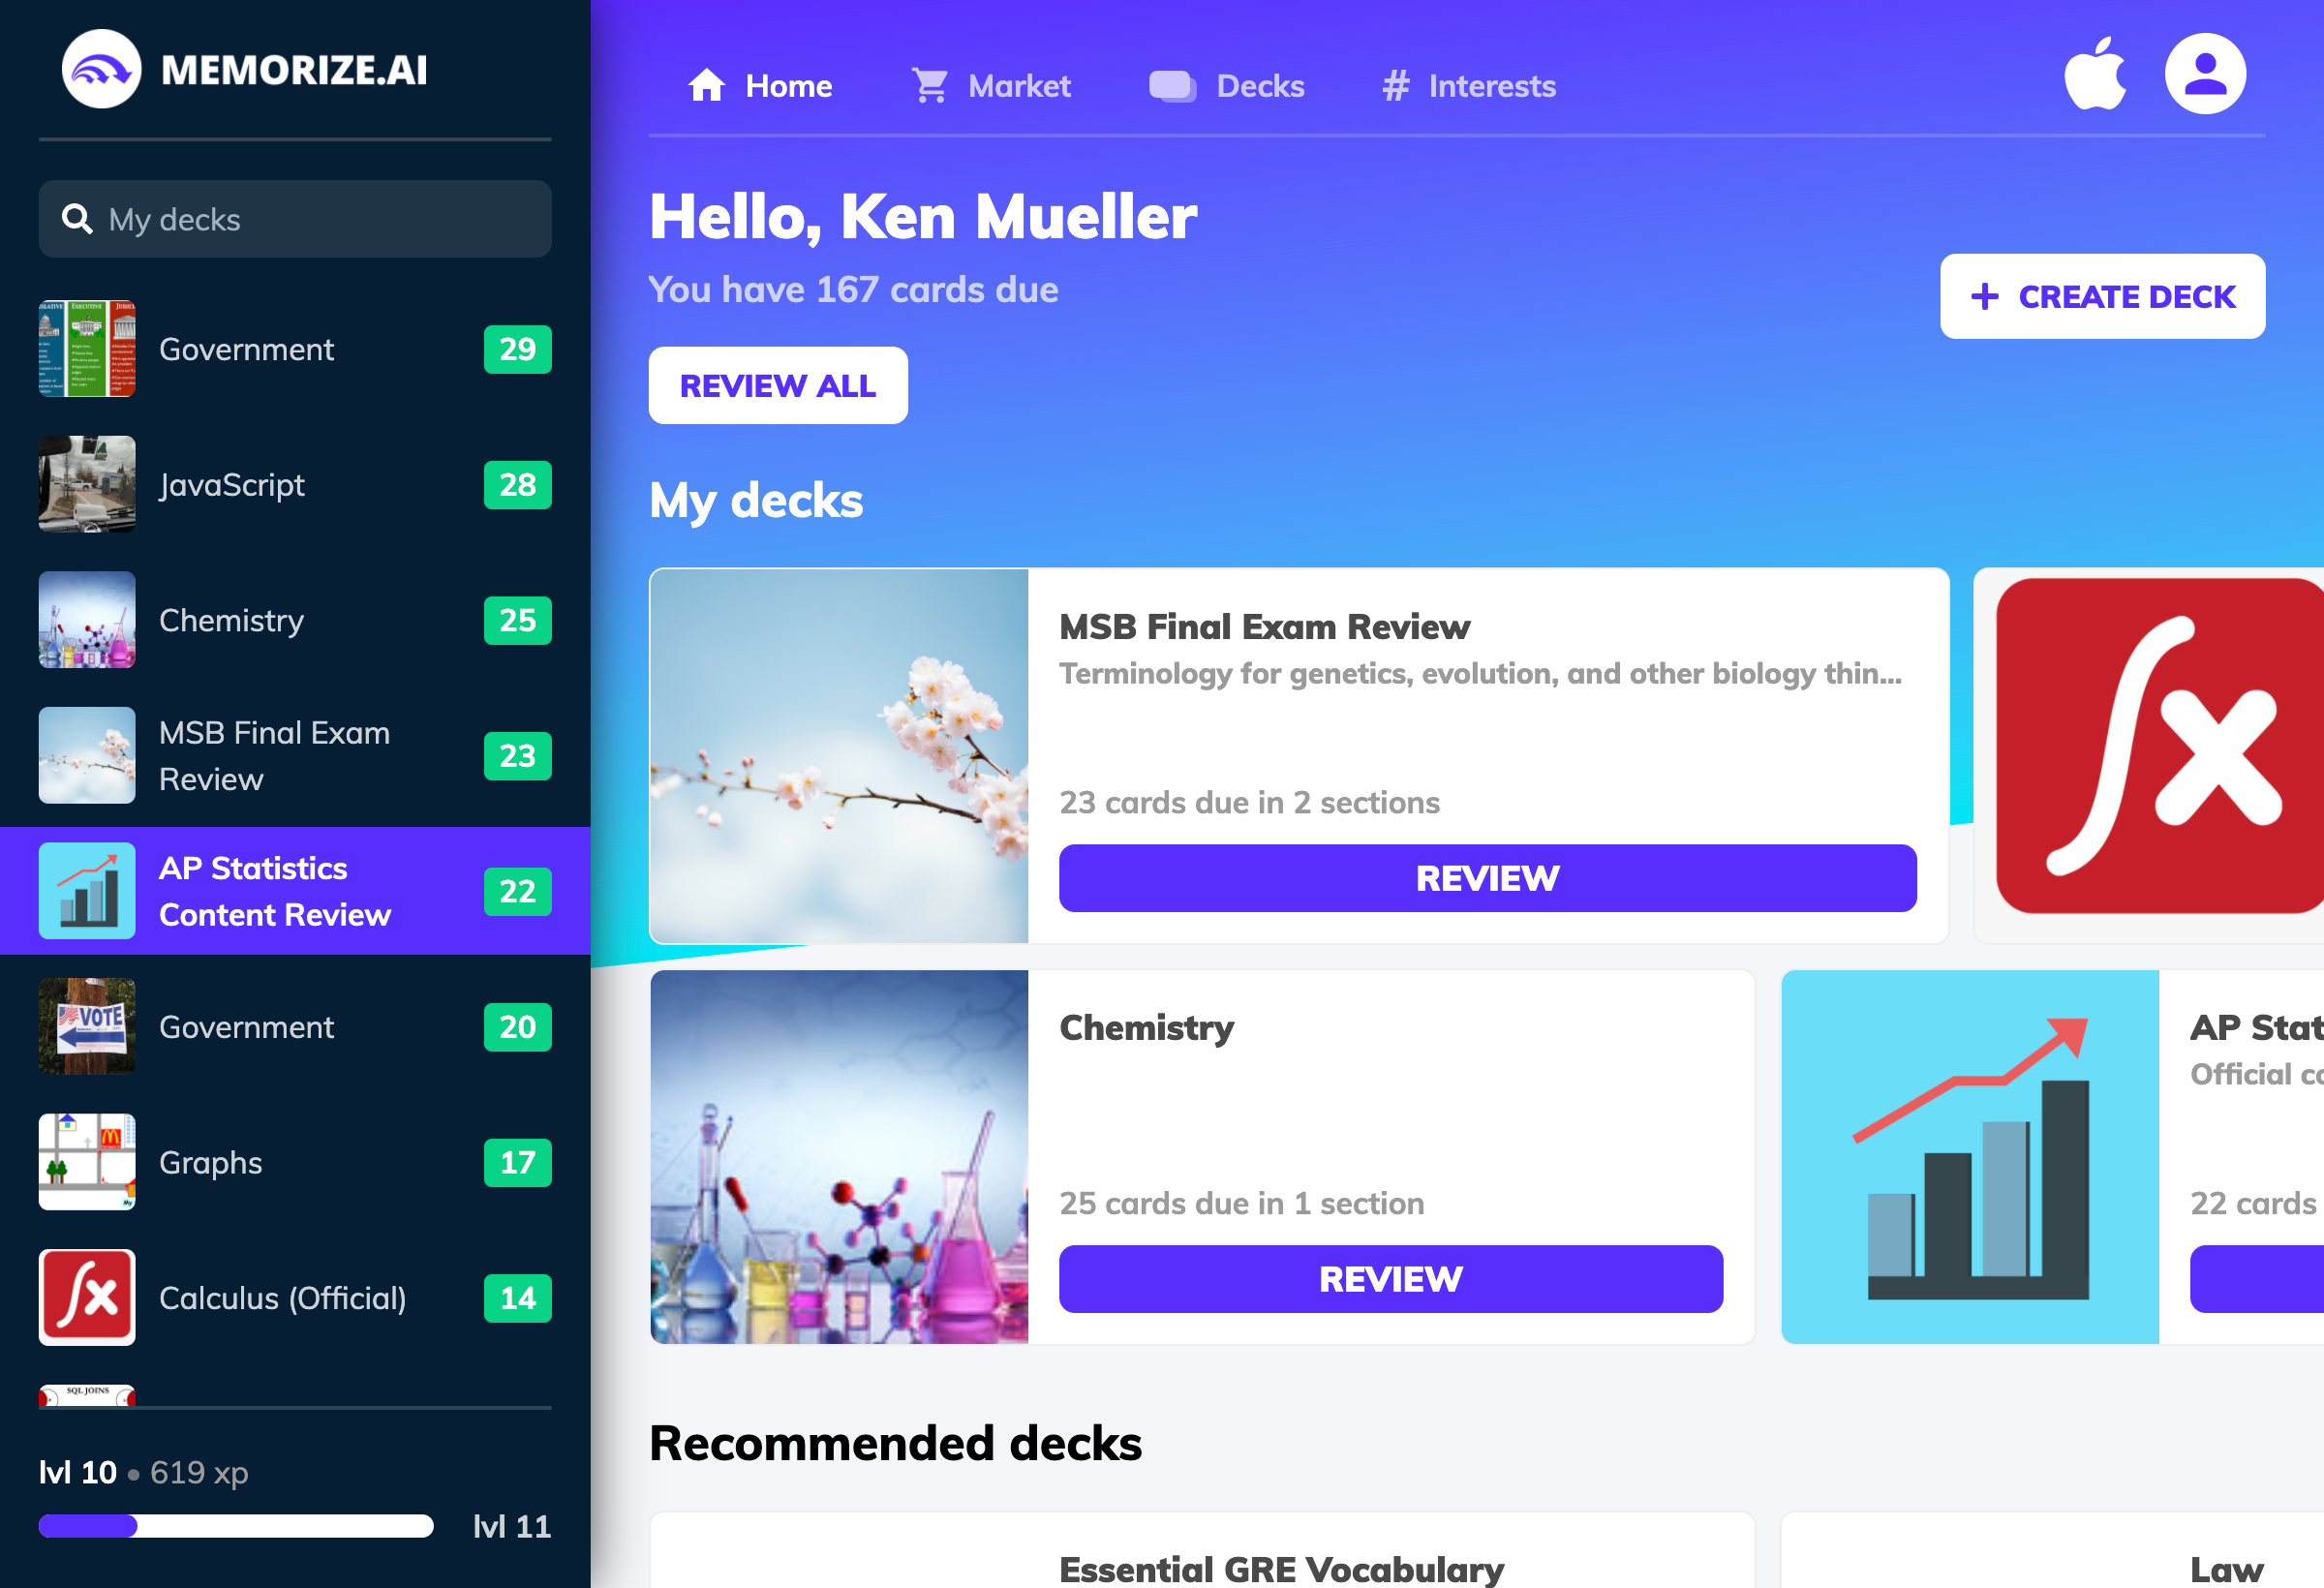 MEMORIZE.AI
My decks
Government
29
JavaScript
28
Chemistry
25
MSB Final Exam
Review
23
AP Statistics
Content Review
22
VOTE
Government
20
Graphs
17
Calculus (Official)
14
SQL JOINS
lvl 10 • 619 xp
lvl 11
Home
Market
Decks
# Interests
Hello, Ken Mueller
You have 167 cards due
REVIEW ALL
+ CREATE DECK
My decks
MSB Final Exam Review
Terminology for genetics, evolution, and other biology thin...
23 cards due in 2 sections
REVIEW
Chemistry
25 cards due in 1 section
REVIEW
AP Stat
Official co
22 cards
Recommended decks
Essential GRE Vocabulary
Law